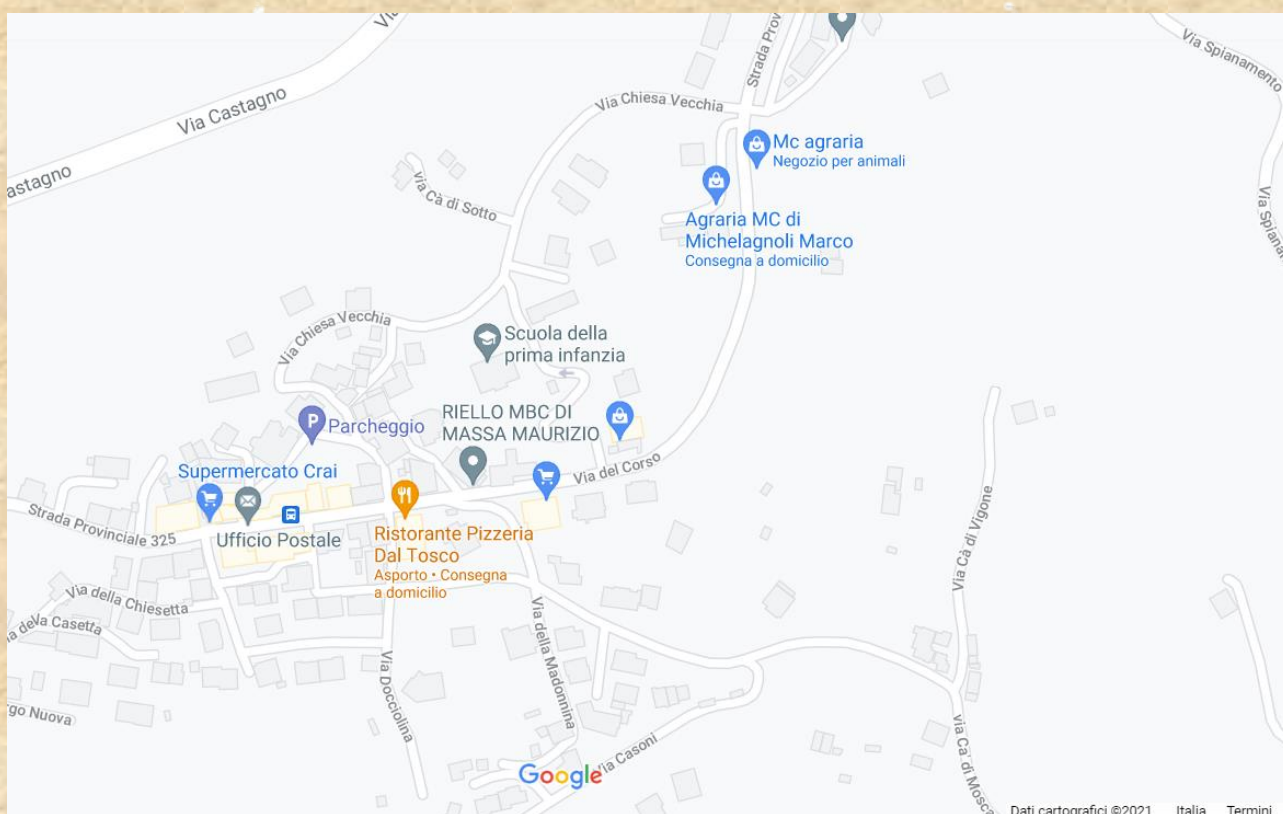 Via
Via Castagno
astagno
Strada Prov
Via Spianamento
Via Chiesa Vecchia
Mc agraria
Negozio per animali
via Cà di Sotto
Agraria MC di
Michelagnoli Marco
Consegna a domicilio
Via Spianam
Via Chiesa Vecchia
Scuola della
prima infanzia
P
Parcheggio
RIELLO MBC DI
MASSA MAURIZIO
Via del Corso
Supermercato Crai
Strada Provinciale 325
Ufficio Postale
Ristorante Pizzeria
Dal Tosco
Asporto • Consegna
a domicilio
Via Cà di Vigone
Via della Chiesetta
Casetta
Via della Madonnina
Via Docciolina
go Nuova
Via Casoni
via Ca' di Mosca
Google
Dati cartografici ©2021
Italia
Termini